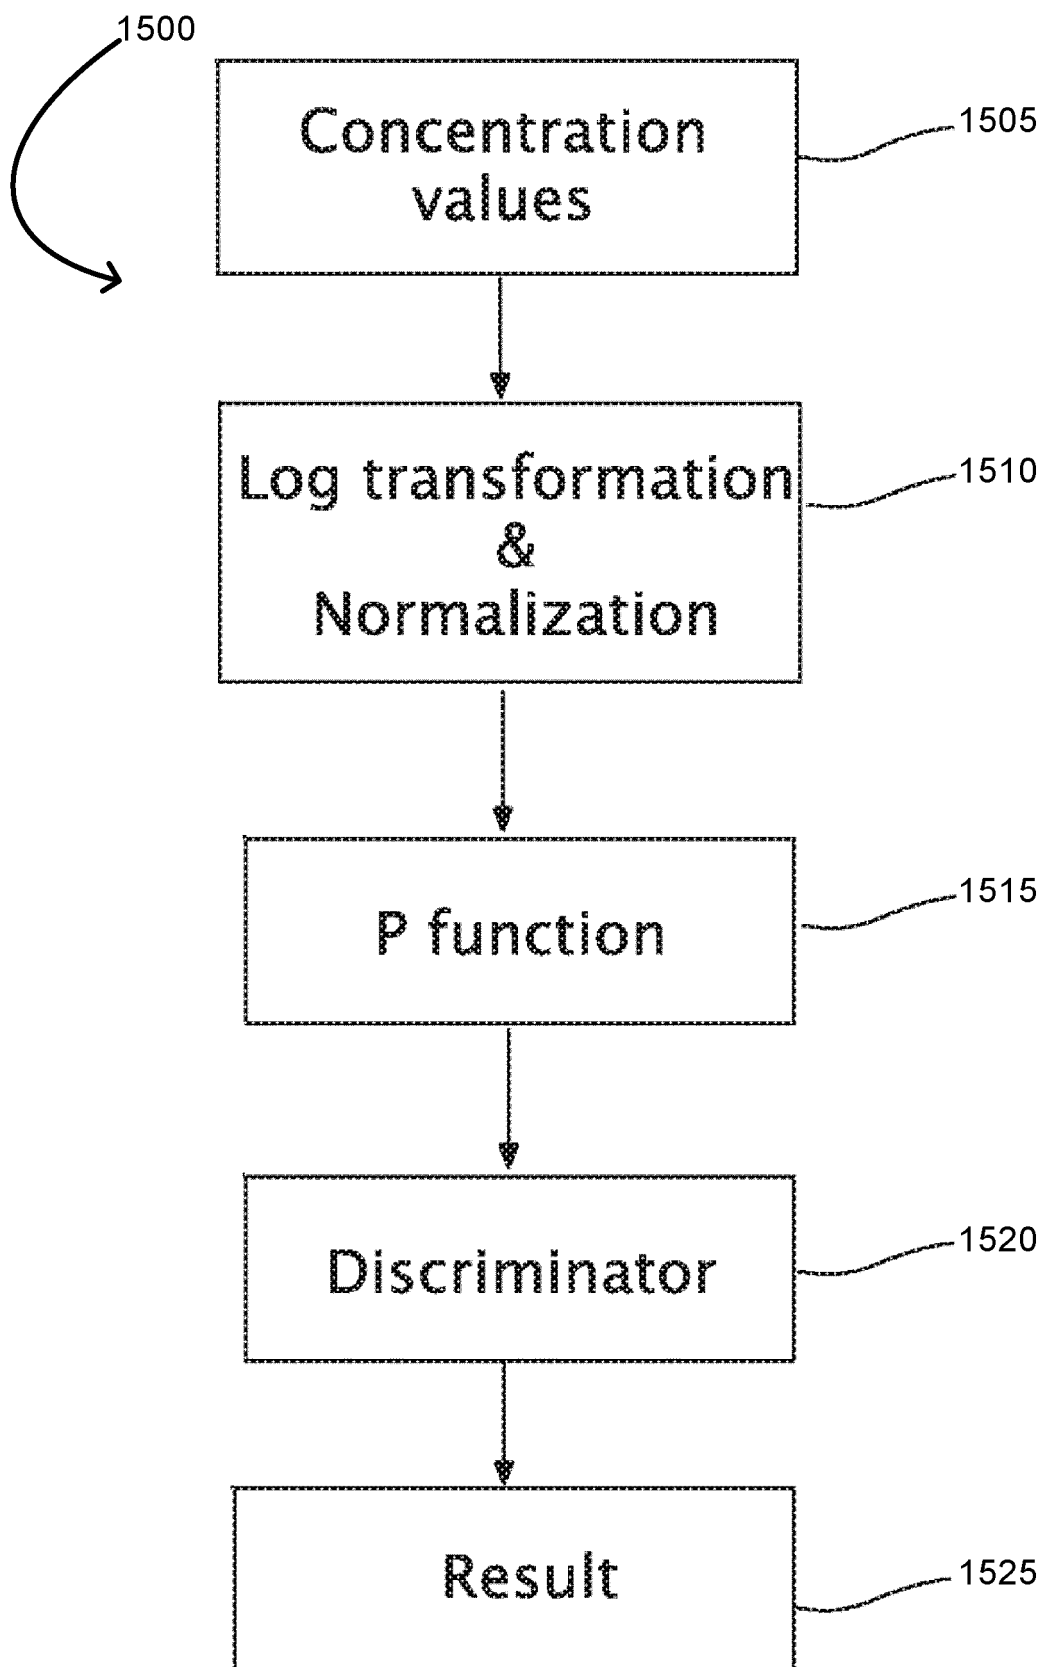 1500
Concentration
values
1505
Log transformation
&
Normalization
1510
P function
1515
Discriminator
1520
Result
1525